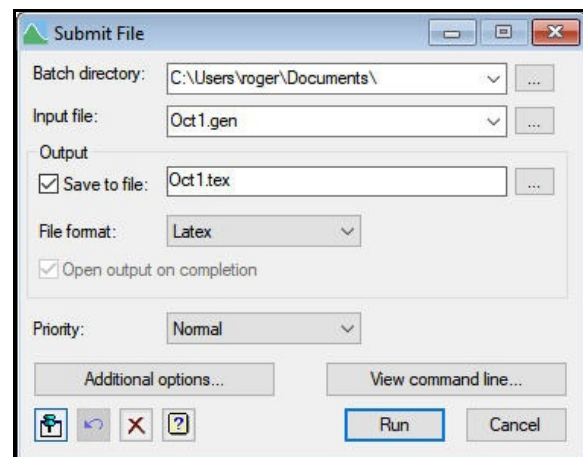 Submit File
Batch directory: C:\Users\roger\Documents\ ...
Input file: Oct1.gen ...
Output
Save to file: Oct1.tex ...
File format: Latex
Open output on completion
Priority: Normal
Additional options... View command line...
? Run Cancel